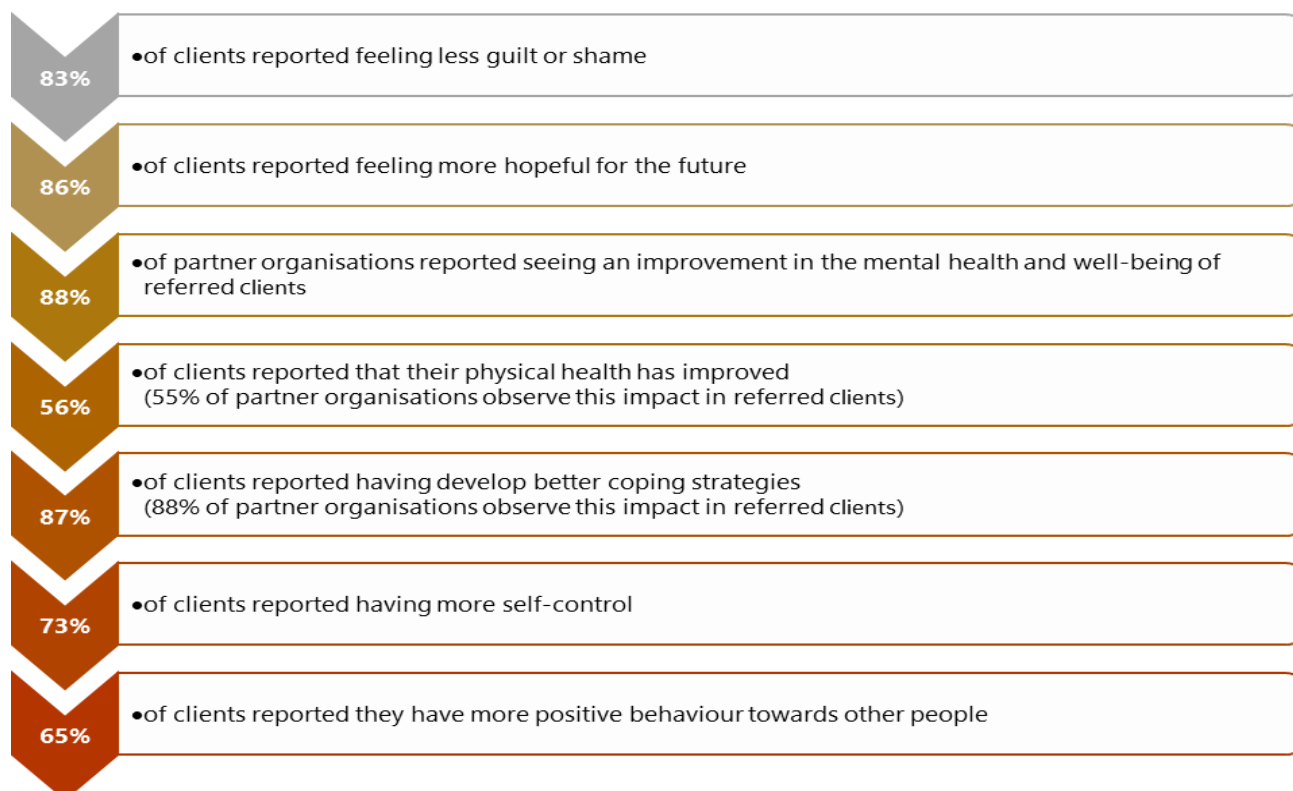 83%
•of clients reported feeling less guilt or shame
86%
•of clients reported feeling more hopeful for the future
88%
•of partner organisations reported seeing an improvement in the mental health and well-being of
referred clients
56%
•of clients reported that their physical health has improved
(55% of partner organisations observe this impact in referred clients)
87%
•of clients reported having develop better coping strategies
(88% of partner organisations observe this impact in referred clients)
73%
•of clients reported having more self-control
65%
•of clients reported they have more positive behaviour towards other people